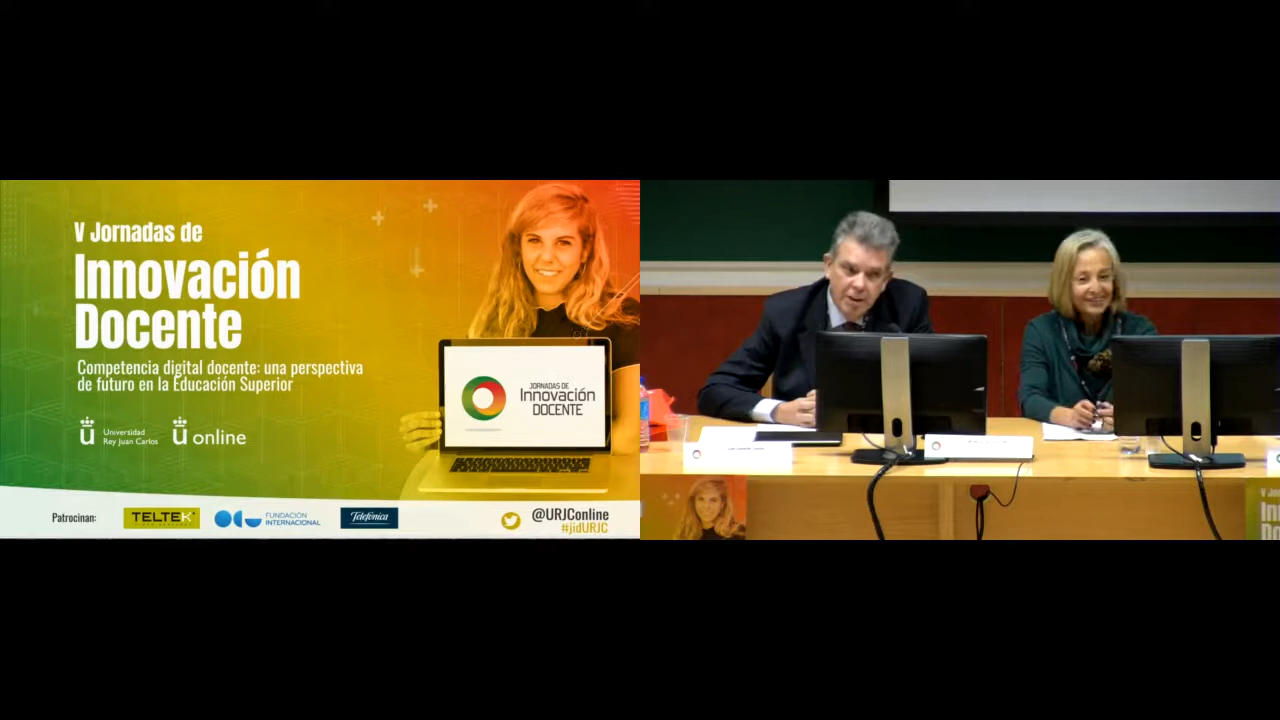 V Jornadas de
Innovación
Docente
Competencia digital docente: una perspectiva
de futuro en la Educación Superior
Universidad
Rey Juan Carlos
online
JORNADAS DE
Innovación
DOCENTE
Patrocinan:
TELTEK
FUNDACIÓN
INTERNACIONAL
Telefónica
@URJConline
#jidURJC